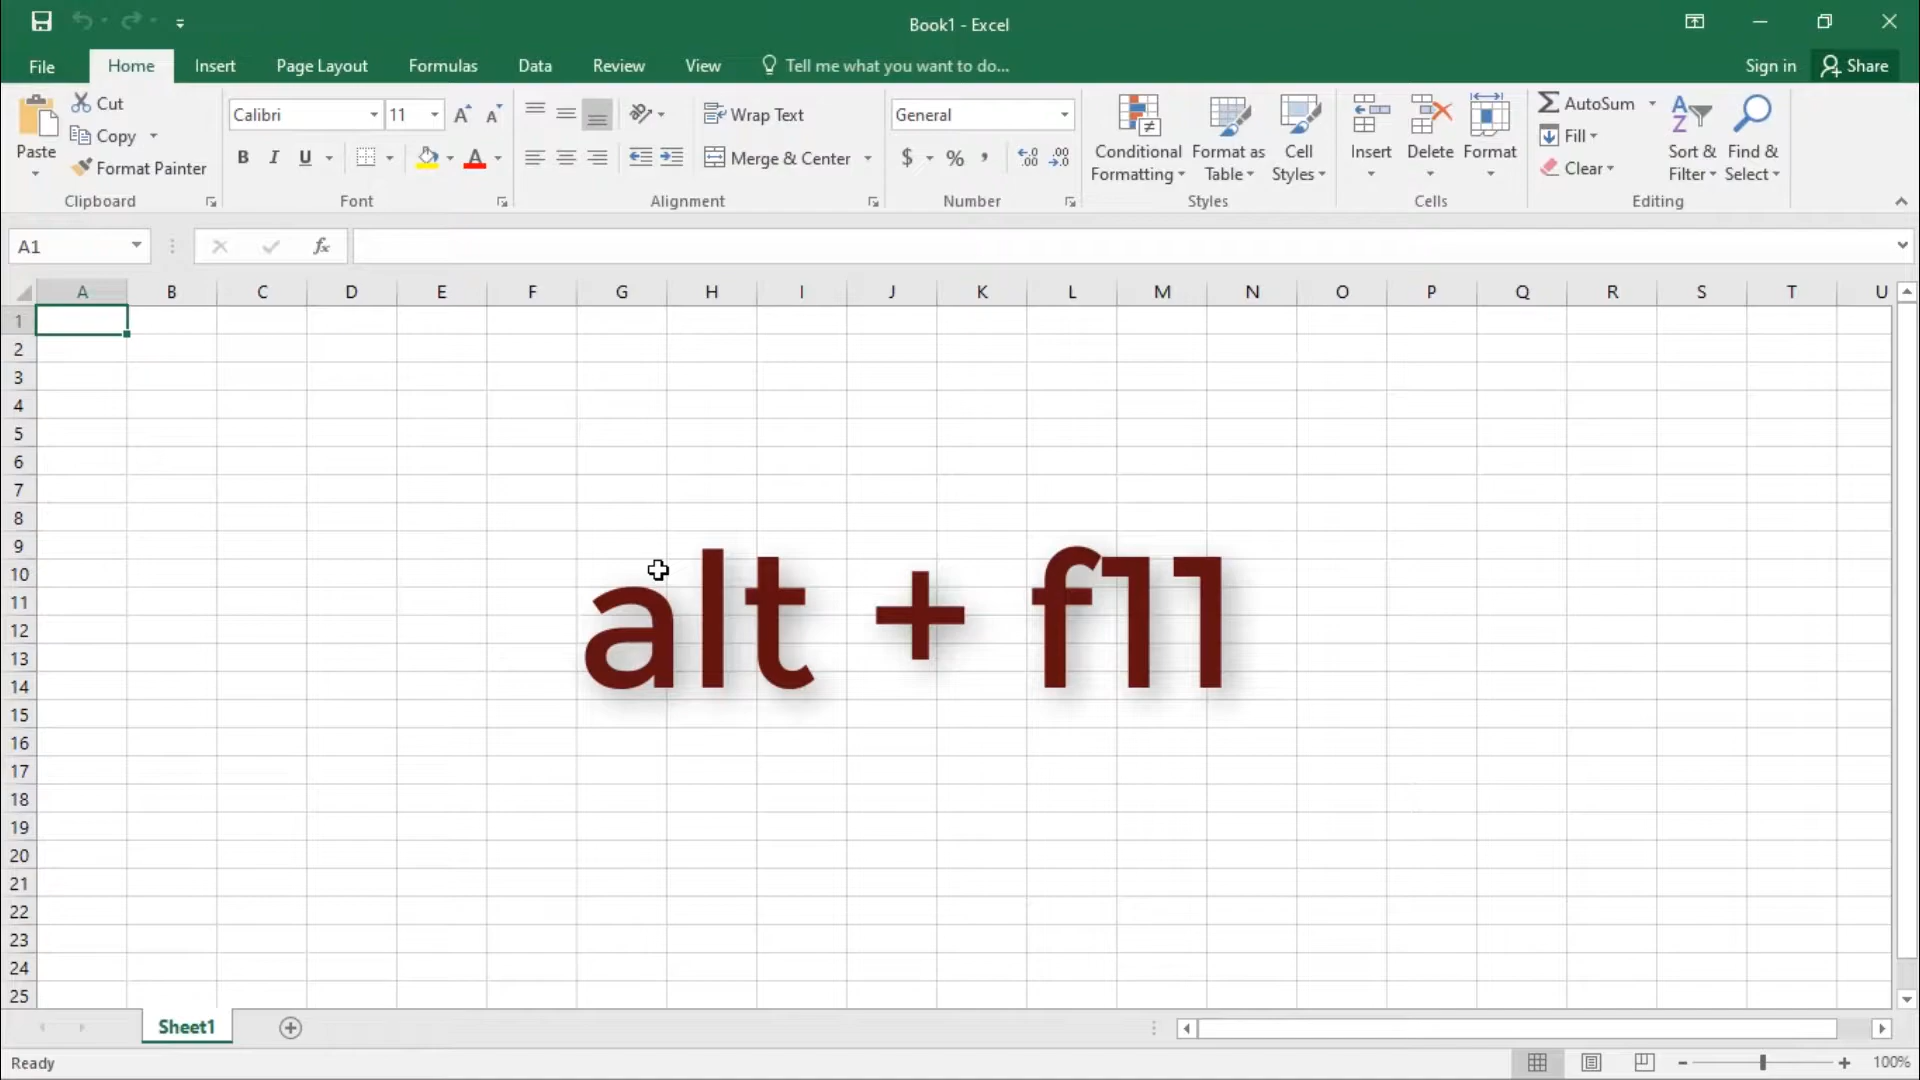 Book1 - Excel
File Home Insert Page Layout Formulas Data Review View Tell me what you want to do... Sign in Share
Paste Cut Copy Format Painter
Clipboard
Calibri 11
B I U A
Font
Wrap Text
Merge & Center
Alignment
General
$ % ,
Number
Conditional Formatting Format as Table Cell Styles
Styles
Insert Delete Format
Cells
AutoSum
Fill
Clear
Sort & Filter Find & Select
Editing
A1 fx
A B C D E F G H I J K L M N O P Q R S T U
1
2
3
4
5
6
7
8
9
10
11
12
13
14
15
16
17
18
19
20
21
22
23
24
25
alt + f11
Sheet1
Ready 100%